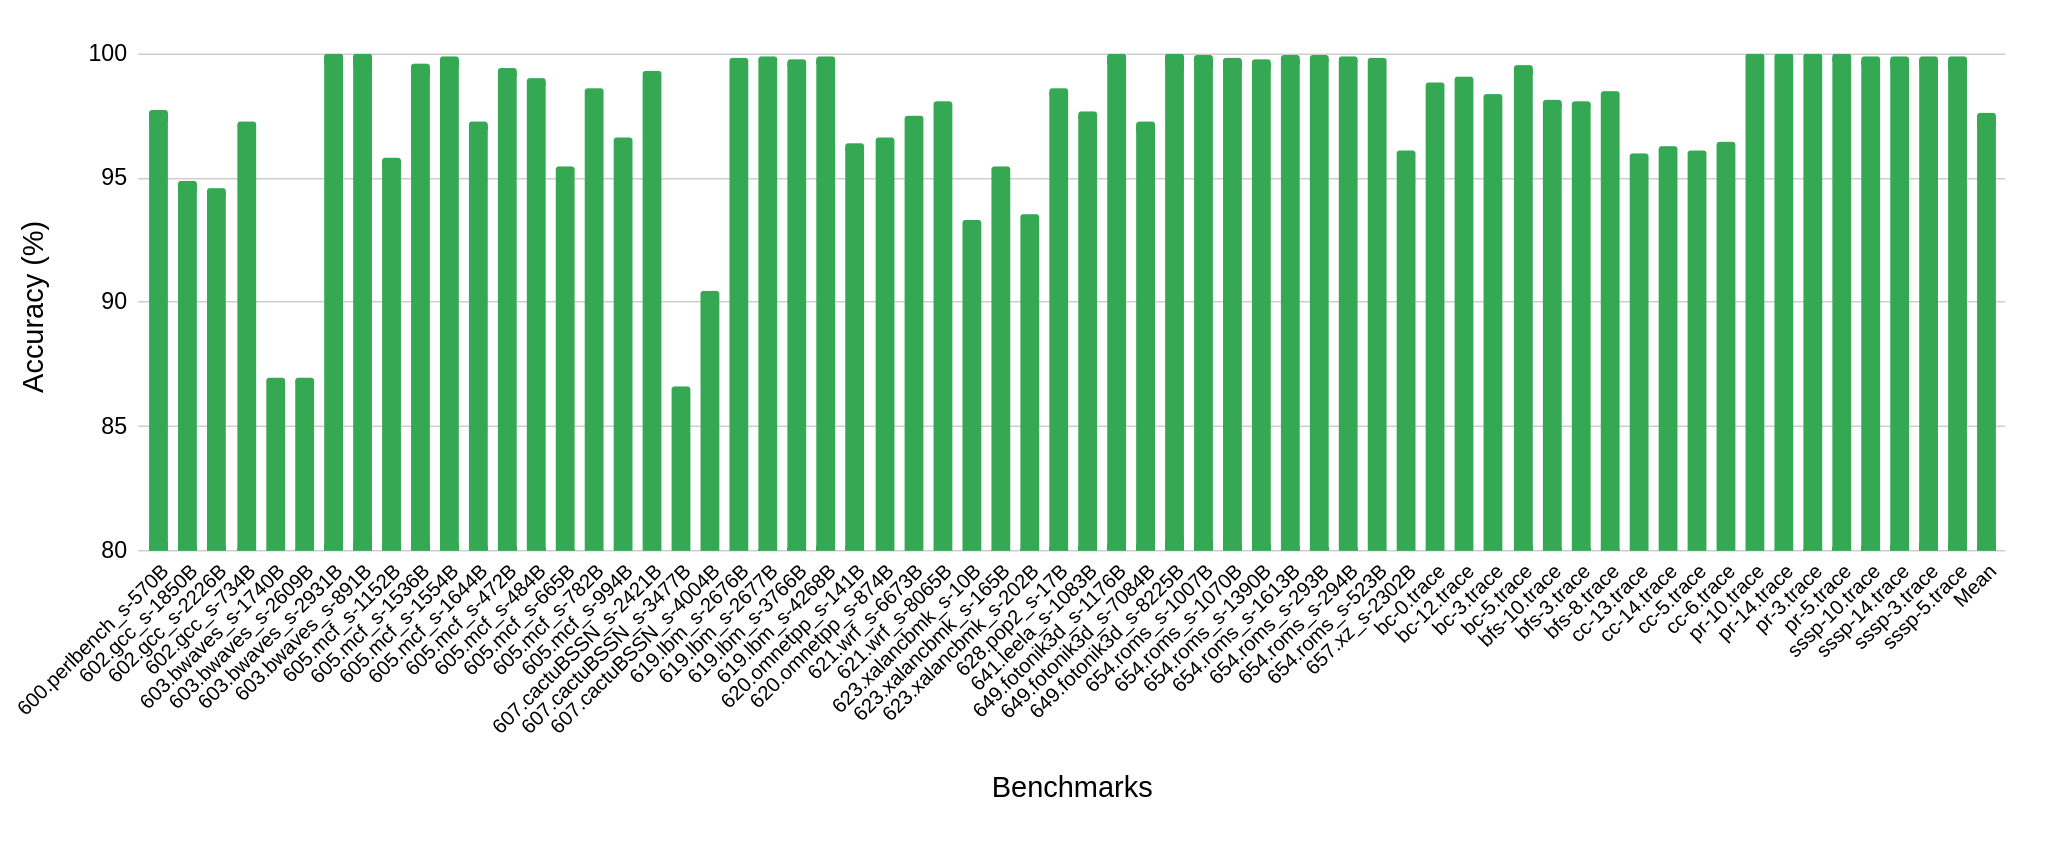 100
95
90
85
80
Accuracy (%)
600.perlbench_s-570B
602.gcc_s-1850B
602.gcc_s-2226B
602.gcc_s-734B
603.bwaves_s-1740B
603.bwaves_s-2609B
603.bwaves_s-2931B
603.bwaves_s-891B
605.mcf_s-1152B
605.mcf_s-1536B
605.mcf_s-1554B
605.mcf_s-1644B
605.mcf_s-472B
605.mcf_s-484B
605.mcf_s-665B
605.mcf_s-782B
605.mcf_s-994B
607.cactuBSSN_s-2421B
607.cactuBSSN_s-3477B
607.cactuBSSN_s-4004B
619.lbm_s-2676B
619.lbm_s-2677B
619.lbm_s-3766B
619.lbm_s-4268B
620.omnetpp_s-141B
620.omnetpp_s-874B
621.wrf_s-6673B
621.wrf_s-8065B
623.xalancbmk_s-10B
623.xalancbmk_s-165B
623.xalancbmk_s-202B
628.pop2_s-17B
641.leela_s-1083B
649.fotonik3d_s-1176B
649.fotonik3d_s-7084B
649.fotonik3d_s-8225B
654.roms_s-1007B
654.roms_s-1070B
654.roms_s-1390B
654.roms_s-1613B
654.roms_s-293B
654.roms_s-294B
654.roms_s-523B
657.xz_s-2302B
bc-0.trace
bc-12.trace
bc-3.trace
bc-5.trace
bfs-10.trace
bfs-3.trace
bfs-8.trace
cc-13.trace
cc-14.trace
cc-5.trace
cc-6.trace
pr-10.trace
pr-14.trace
pr-3.trace
pr-5.trace
sssp-10.trace
sssp-14.trace
sssp-3.trace
sssp-5.trace
Mean
Benchmarks